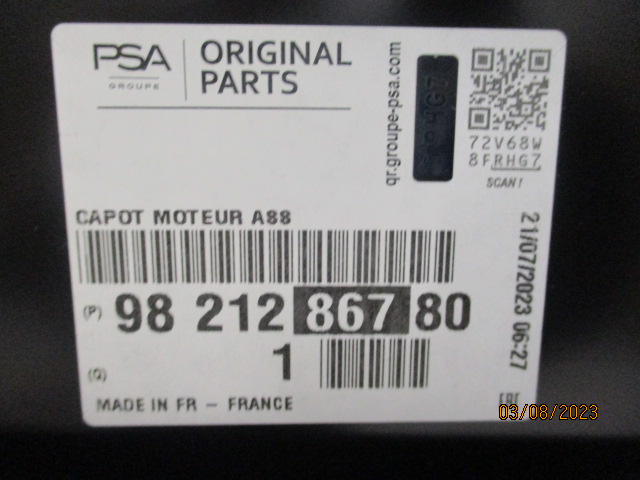 PSA
GROUPE
ORIGINAL
PARTS
qr.groupe-psa.com
72V68W
8FRHG7
SCAN!
CAPOT MOTEUR A88
(P) 98 212 867 80
(Q) 1
MADE IN FR - FRANCE
21/07/2023 06:27
EAC
03/08/2023